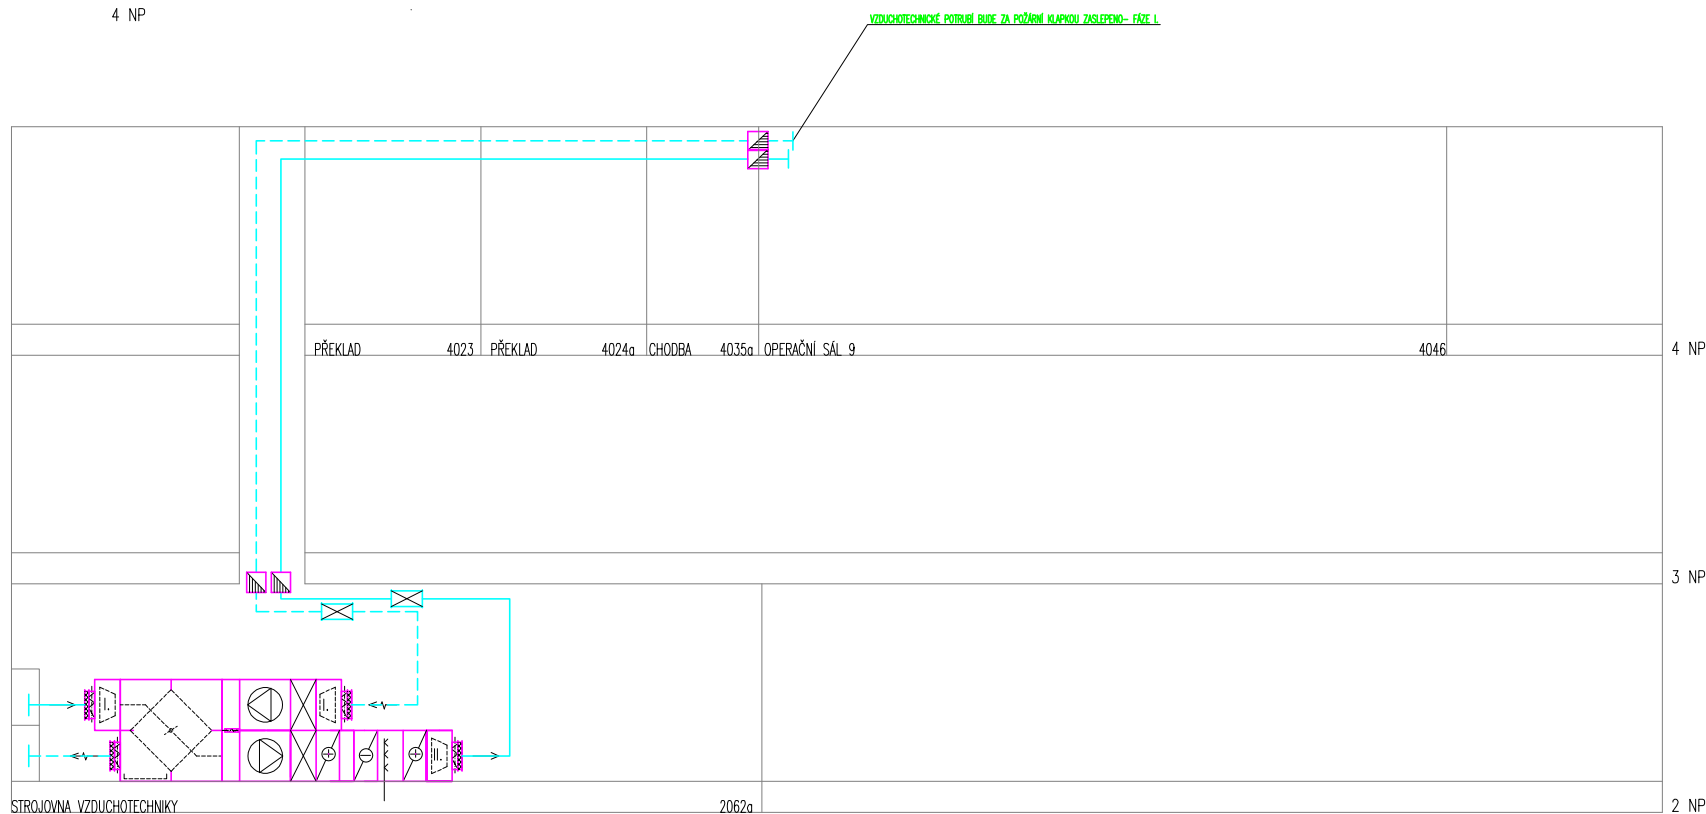 4 NP
VZDUCHOTECHNICKÉ POTRUBÍ BUDE ZA POŽÁRNÍ KLAPKOU ZASLEPENO- FÁZE I.
PŘEKLAD 4023 PŘEKLAD 4024a CHODBA 4035a OPERAČNÍ SÁL 9 4046 4 NP
3 NP
I. I.
II.
STROJOVNA VZDUCHOTECHNIKY 2062a 2 NP